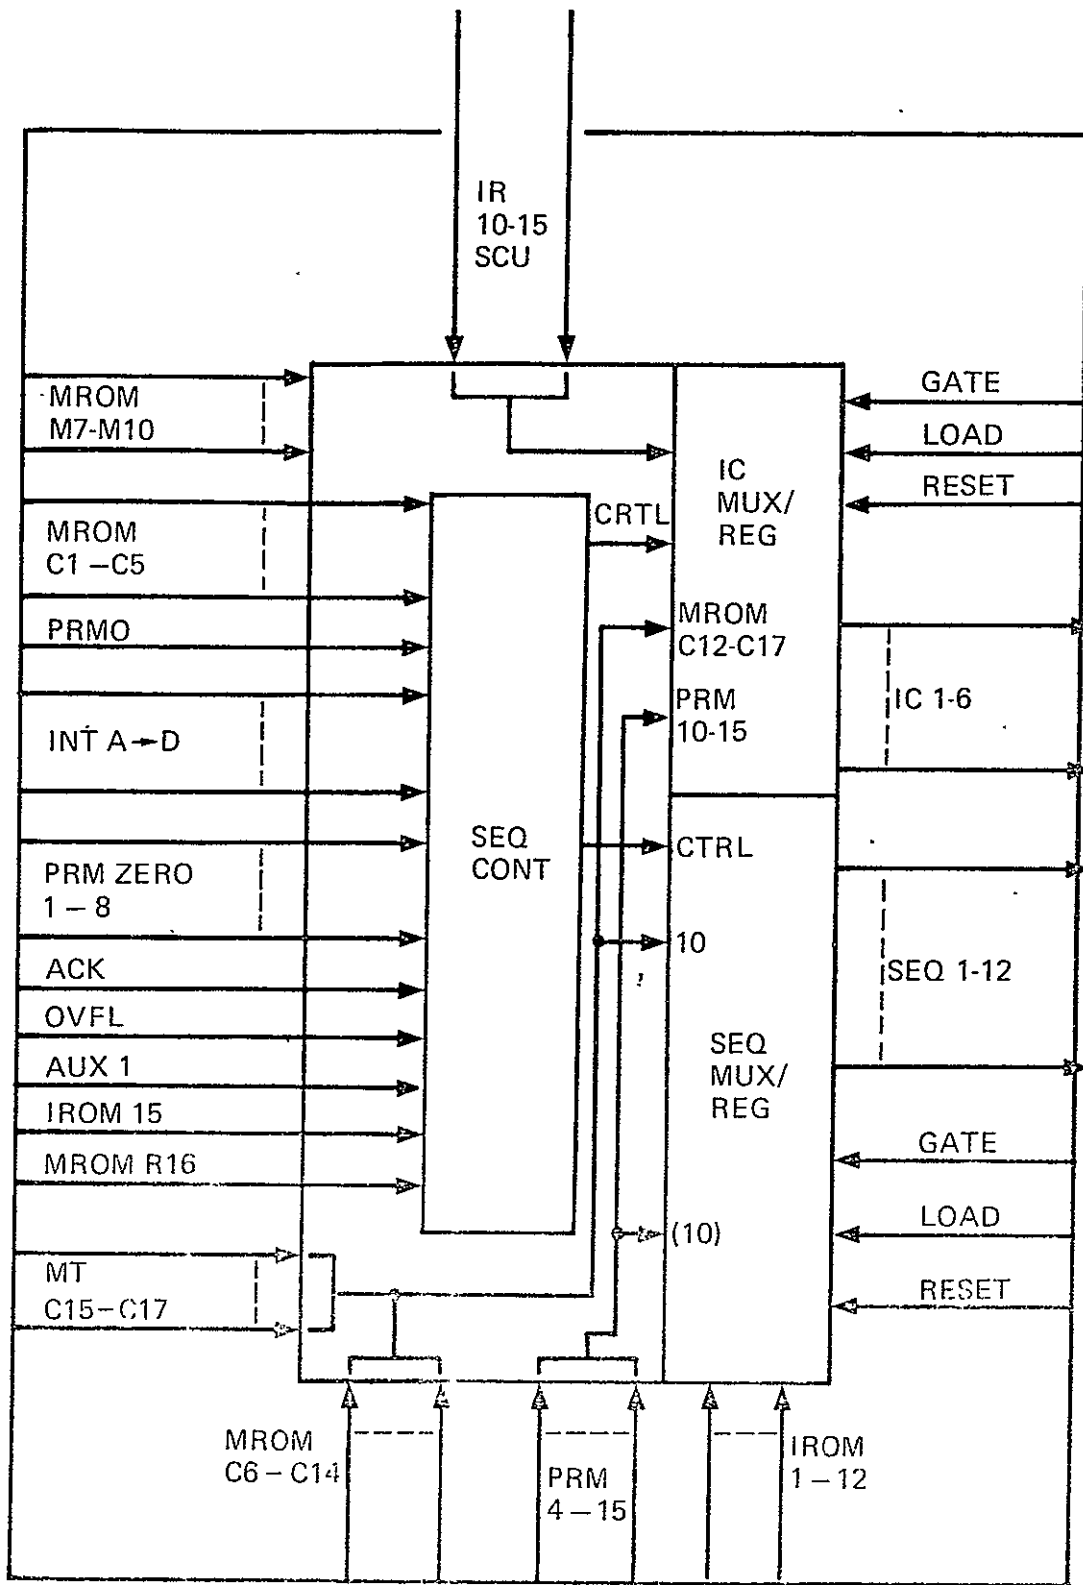 IR
10-15
SCU
MROM
M7-M10
GATE
LOAD
RESET
IC
MUX/
REG
CRTL
MROM
C1 – C5
MROM
C12-C17
PRMO
PRM
10-15
IC 1-6
INT A → D
SEQ
CONT
CTRL
PRM ZERO
1 – 8
10
SEQ 1-12
ACK
OVFL
AUX 1
SEQ
MUX/
REG
IROM 15
MROM R16
GATE
LOAD
(10)
RESET
MT
C15 – C17
MROM
C6 – C14
PRM
4 – 15
IROM
1 – 12